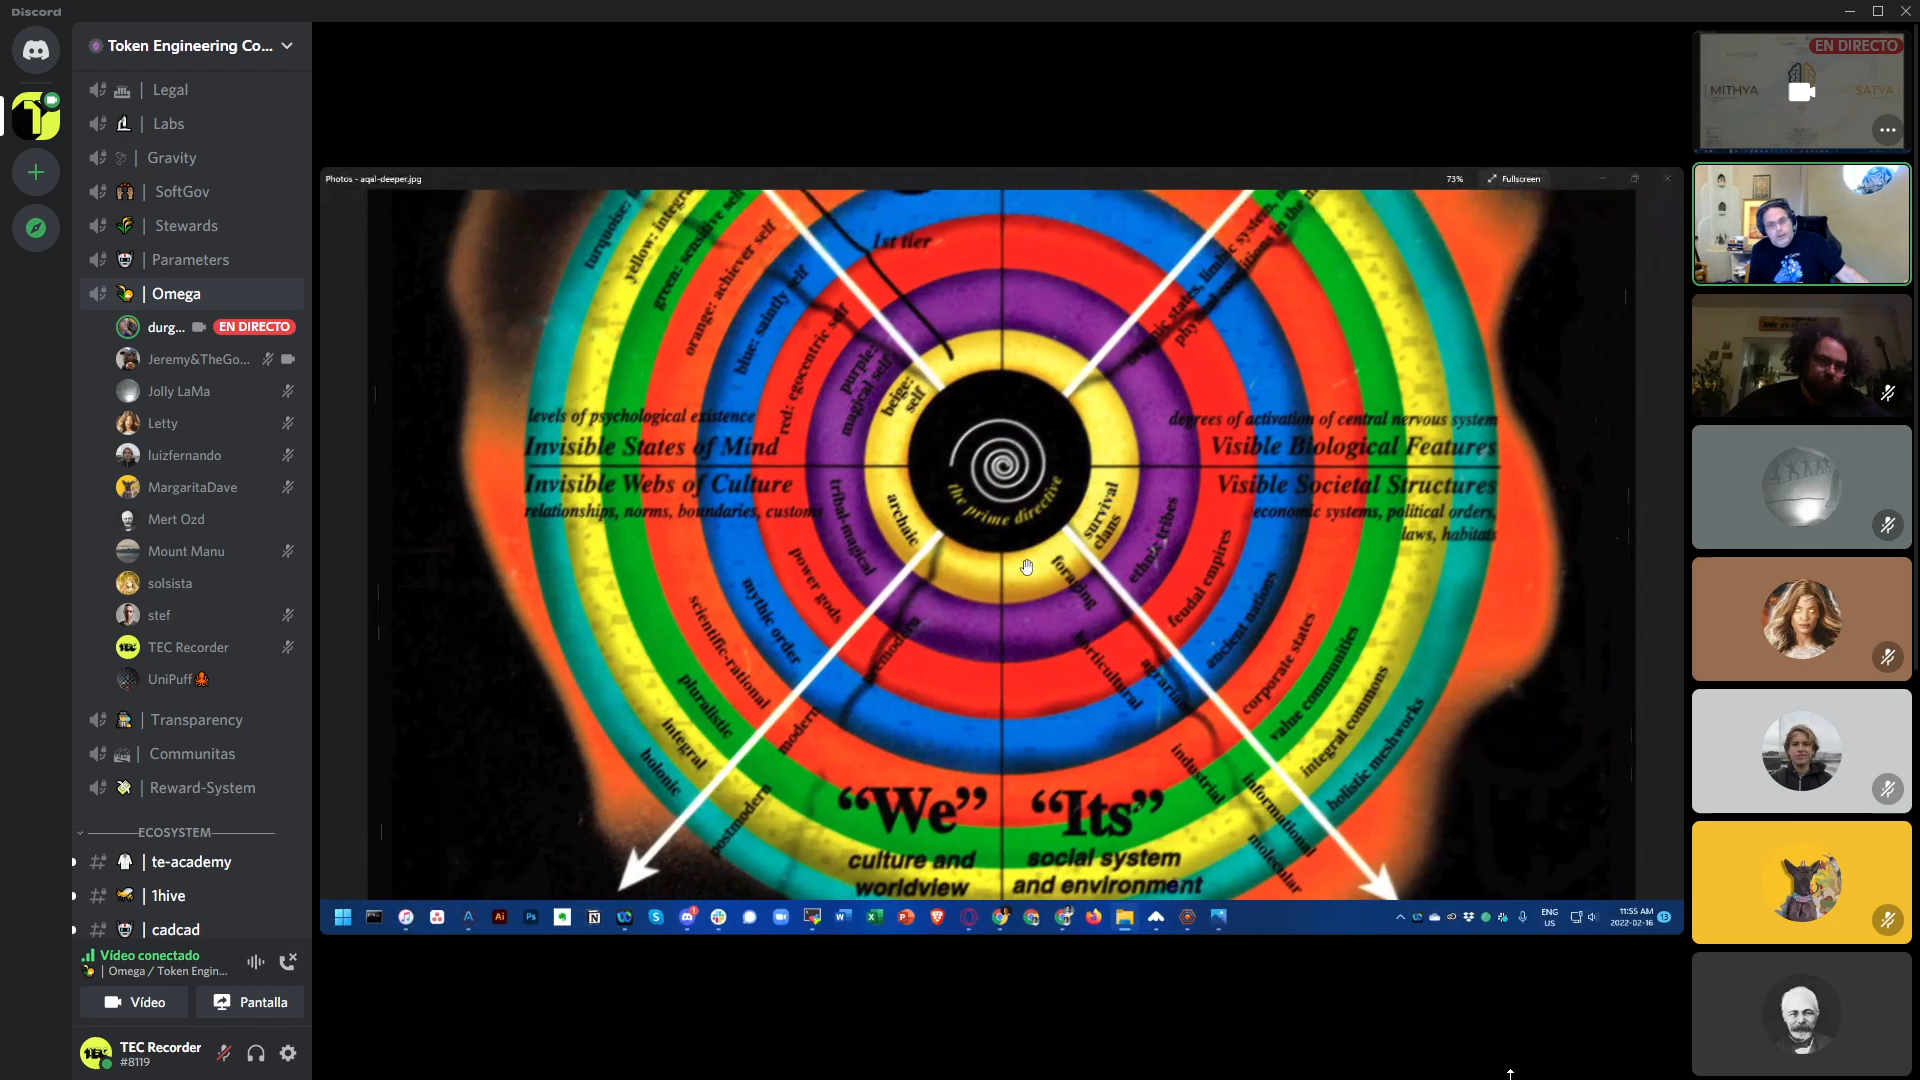 Discord
Token Engineering Co...
| Legal
| Labs
| Gravity
| SoftGov
| Stewards
| Parameters
| Omega
durg...
EN DIRECTO
Jeremy&TheGo...
Jolly LaMa
Letty
luizfernando
MargaritaDave
Mert Ozd
Mount Manu
solsista
stef
TEC Recorder
UniPuff
| Transparency
| Communitas
| Reward-System
ECOSYSTEM
| te-academy
| 1hive
| cadcad
Vídeo conectado
| Omega / Token Engin...
Vídeo
Pantalla
TEC Recorder
#8119
Photos - aqal-deeper.jpg
73%
Fullscreen
1st tier
turquoise:
yellow: integra
green: sensitive self
orange: achiever self
blue: saintly self
red: egocentric self
purple:
magical self
beige:
self
levels of psychological existence
Invisible States of Mind
Invisible Webs of Culture
relationships, norms, boundaries, customs
degrees of activation of central nervous system
Visible Biological Features
Visible Societal Structures
economic systems, political orders,
laws, habitats
the prime directive
archaic
tribal-magical
power gods
mythic order
scientific-rational
pluralistic
integral
holonic
modern
postmodern
survival
clans
ethnic tribes
feudal empires
ancient nations
corporate states
value communities
integral commons
holistic meshworks
foraging
horticultural
agrarian
industrial
informational
molecular
“We”
culture and
worldview
“Its”
social system
and environment
ENG
US
11:55 AM
2022-02-16
13
EN DIRECTO
MITHYA
SATYA